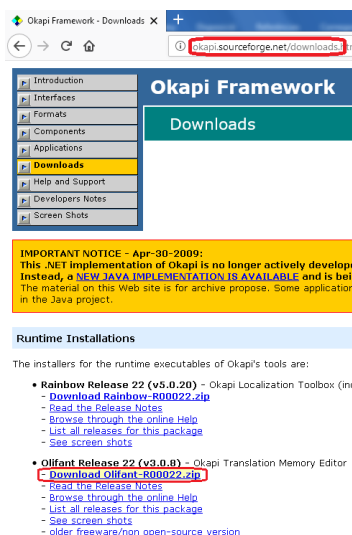 Okapi Framework - Downloads
okapi.sourceforge.net/downloads.ht
Introduction
Interfaces
Formats
Components
Applications
Downloads
Help and Support
Developers Notes
Screen Shots
Okapi Framework
Downloads
IMPORTANT NOTICE - Apr-30-2009:
This .NET implementation of Okapi is no longer actively develope
Instead, a NEW JAVA IMPLEMENTATION IS AVAILABLE and is bei
The material on this Web site is for archive propose. Some application
in the Java project.
Runtime Installations
The installers for the runtime executables of Okapi's tools are:
• Rainbow Release 22 (v5.0.20) - Okapi Localization Toolbox (in
- Download Rainbow-R00022.zip
- Read the Release Notes
- Browse through the online Help
- List all releases for this package
- See screen shots
• Olifant Release 22 (v3.0.8) - Okapi Translation Memory Editor
- Download Olifant-R00022.zip
- Read the Release Notes
- Browse through the online Help
- List all releases for this package
- See screen shots
- older freeware/non open-source version